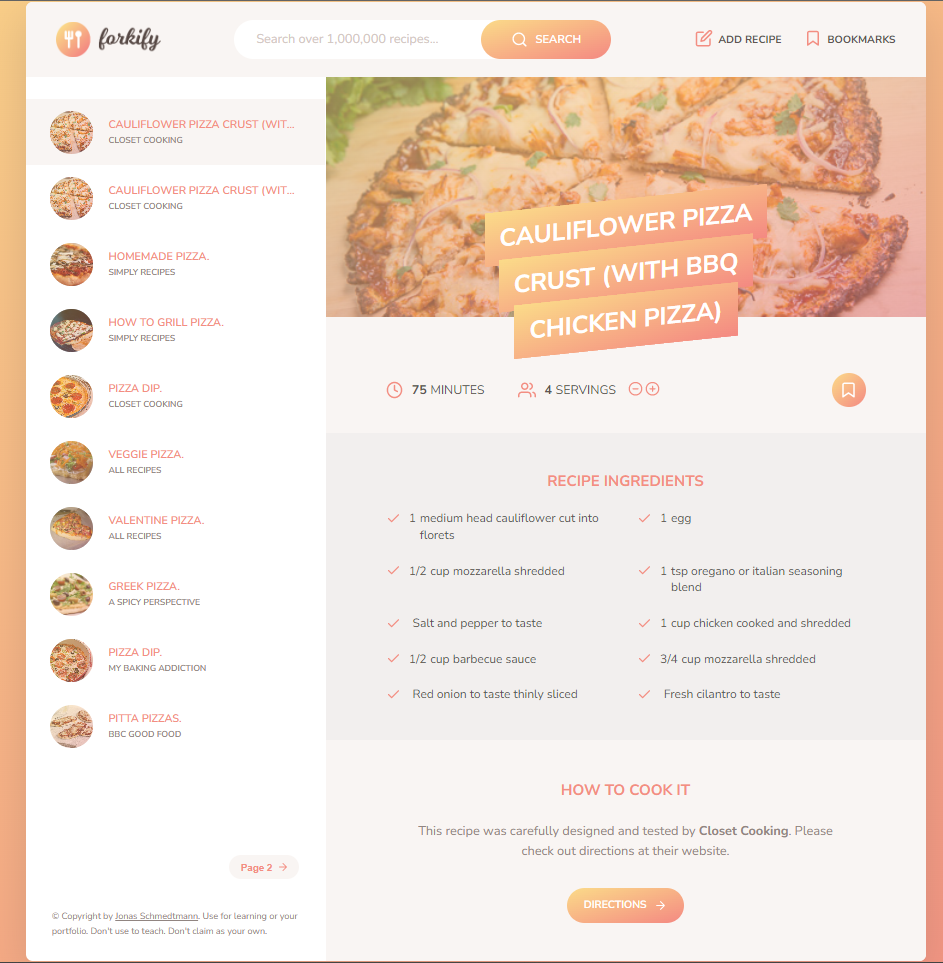 forkify
Search over 1,000,000 recipes...
SEARCH
ADD RECIPE
BOOKMARKS
CAULIFLOWER PIZZA CRUST (WIT...
CLOSET COOKING
CAULIFLOWER PIZZA CRUST (WIT...
CLOSET COOKING
HOMEMADE PIZZA.
SIMPLY RECIPES
HOW TO GRILL PIZZA.
SIMPLY RECIPES
PIZZA DIP.
CLOSET COOKING
VEGGIE PIZZA.
ALL RECIPES
VALENTINE PIZZA.
ALL RECIPES
GREEK PIZZA.
A SPICY PERSPECTIVE
PIZZA DIP.
MY BAKING ADDICTION
PITTA PIZZAS.
BBC GOOD FOOD
Page 2
© Copyright by Jonas Schmedtmann. Use for learning or your
portfolio. Don't use to teach. Don't claim as your own.
CAULIFLOWER PIZZA
CRUST (WITH BBQ
CHICKEN PIZZA)
75 MINUTES
4 SERVINGS
RECIPE INGREDIENTS
1 medium head cauliflower cut into
florets
1 egg
1/2 cup mozzarella shredded
1 tsp oregano or italian seasoning
blend
Salt and pepper to taste
1 cup chicken cooked and shredded
1/2 cup barbecue sauce
3/4 cup mozzarella shredded
Red onion to taste thinly sliced
Fresh cilantro to taste
HOW TO COOK IT
This recipe was carefully designed and tested by Closet Cooking. Please
check out directions at their website.
DIRECTIONS